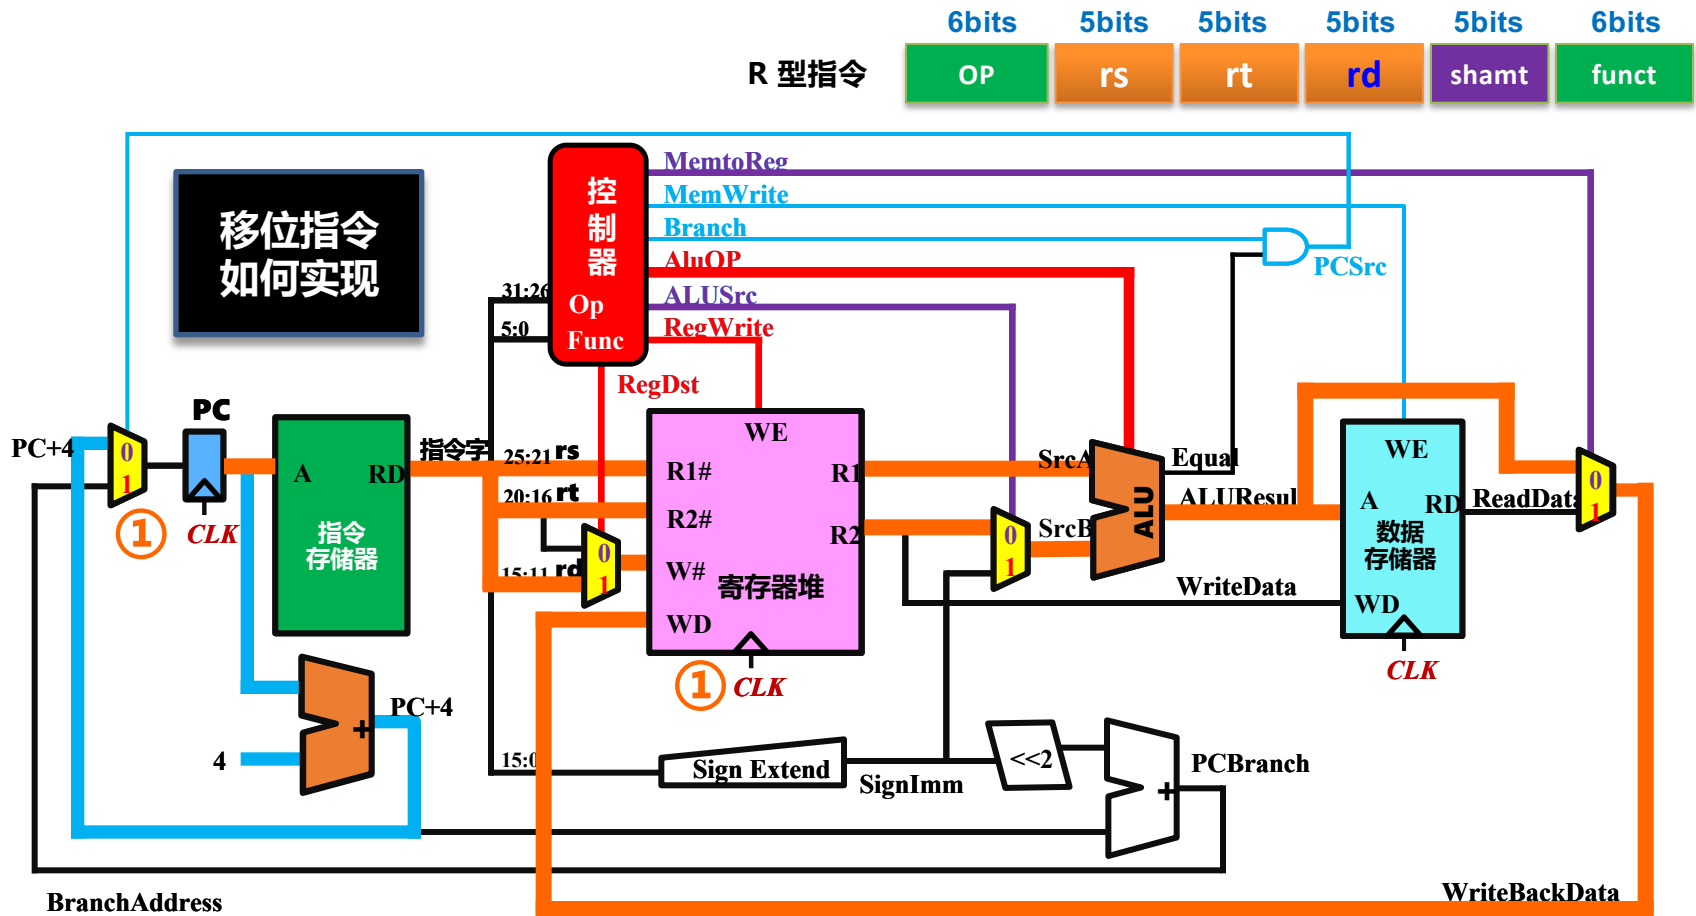 6bits 5bits 5bits 5bits 5bits 6bits
R 型指令 OP rs rt rd shamt funct
移位指令
如何实现
控制器
Op
Func
MemtoReg
MemWrite
Branch
AluOP
ALUSrc
RegWrite
RegDst
PCSrc
31:26
5:0
PC+4
0
1
①
PC
CLK
A
RD
指令
存储器
指令字
25:21 rs
20:16 rt
15:11 rd
0
1
WE
R1#
R2#
W#
WD
R1
R2
寄存器堆
①
CLK
SrcA
SrcB
0
1
ALU
Equal
ALUResul
WriteData
WE
A
RD
数据
存储器
WD
CLK
ReadData
0
1
4
+
PC+4
15:0
Sign Extend
SignImm
<<2
+
PCBranch
BranchAddress
WriteBackData